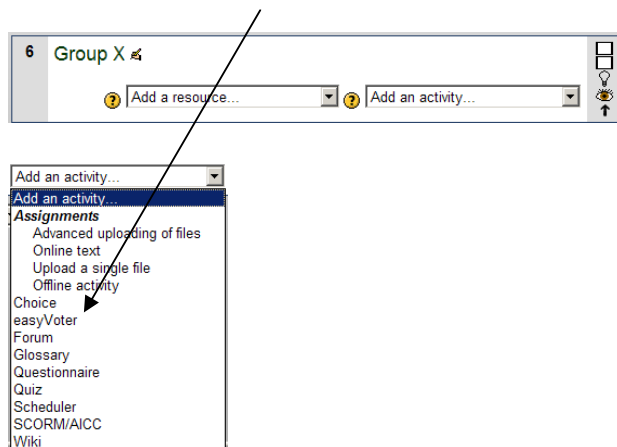 6 Group X
Add a resource... Add an activity...
Add an activity...
Add an activity...
Assignments
Advanced uploading of files
Online text
Upload a single file
Offline activity
Choice
easyVoter
Forum
Glossary
Questionnaire
Quiz
Scheduler
SCORM/AICC
Wiki